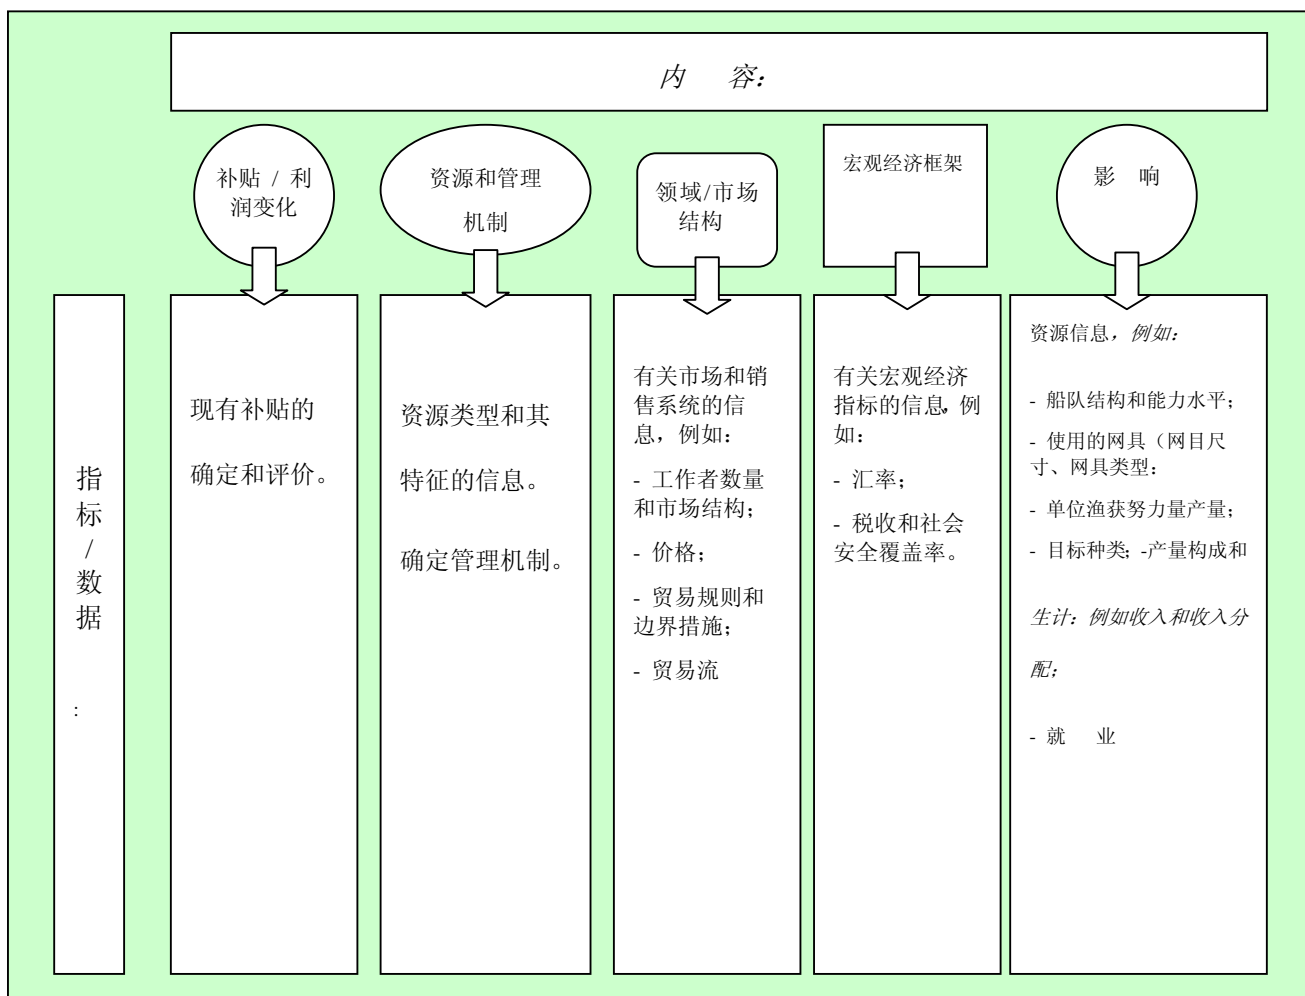 内 容：
补贴 / 利
润变化
资源和管理
机制
领域/市场
结构
宏观经济框架
影 响
指
标
/
数
据
:
现有补贴的
确定和评价。
资源类型和其
特征的信息。
确定管理机制。
有关市场和销
售系统的信
息，例如：
- 工作者数量
和市场结构；
- 价格；
- 贸易规则和
边界措施；
- 贸易流
有关宏观经济
指标的信息，例
如：
- 汇率；
- 税收和社会
安全覆盖率。
资源信息，例如：
- 船队结构和能力水平；
- 使用的网具（网目尺
寸、网具类型：
- 单位渔获努力量产量；
- 目标种类；-产量构成和
生计：例如收入和收入分
配；
- 就 业